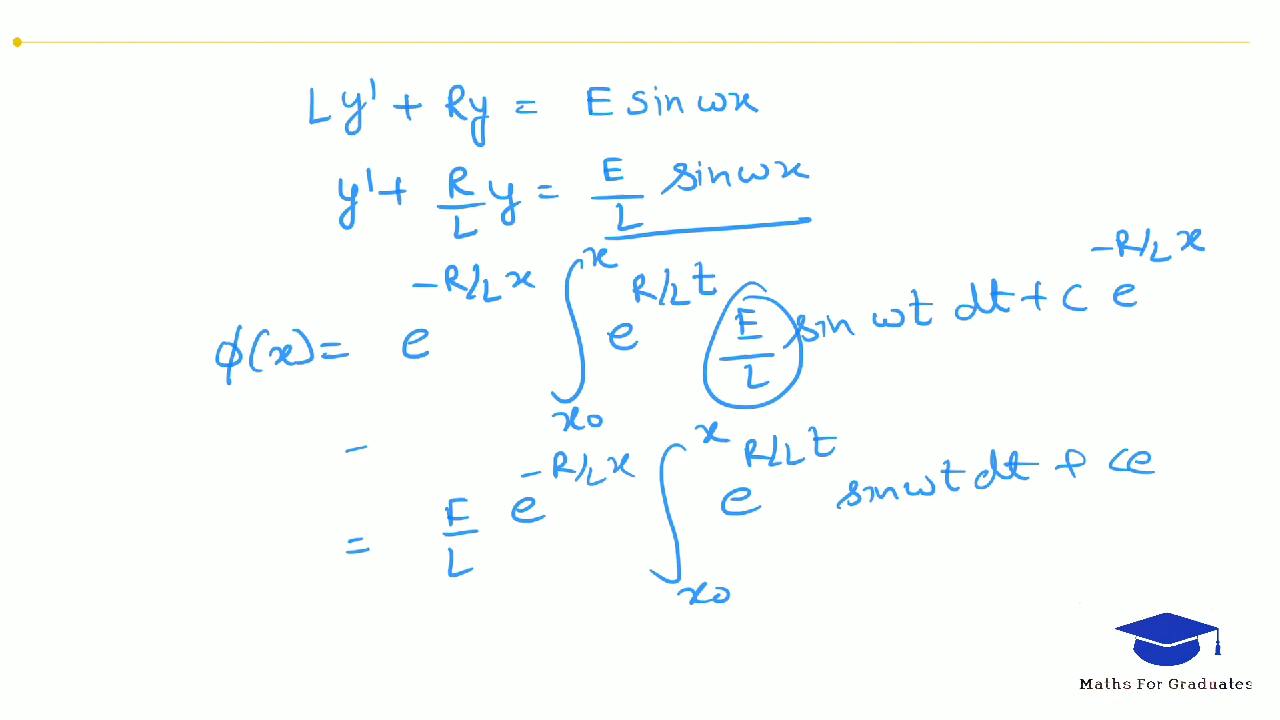 Ly' + Ry = E sin ωx
y' + R/L y = E/L sin ωx
φ(x) = e^{-R/L x} ∫_{x0}^{x} e^{R/L t} E/L sin ωt dt + c e^{-R/L x}
=
= E/L e^{-R/L x} ∫_{x0}^{x} e^{R/L t} sin ωt dt + ce
Maths For Graduates